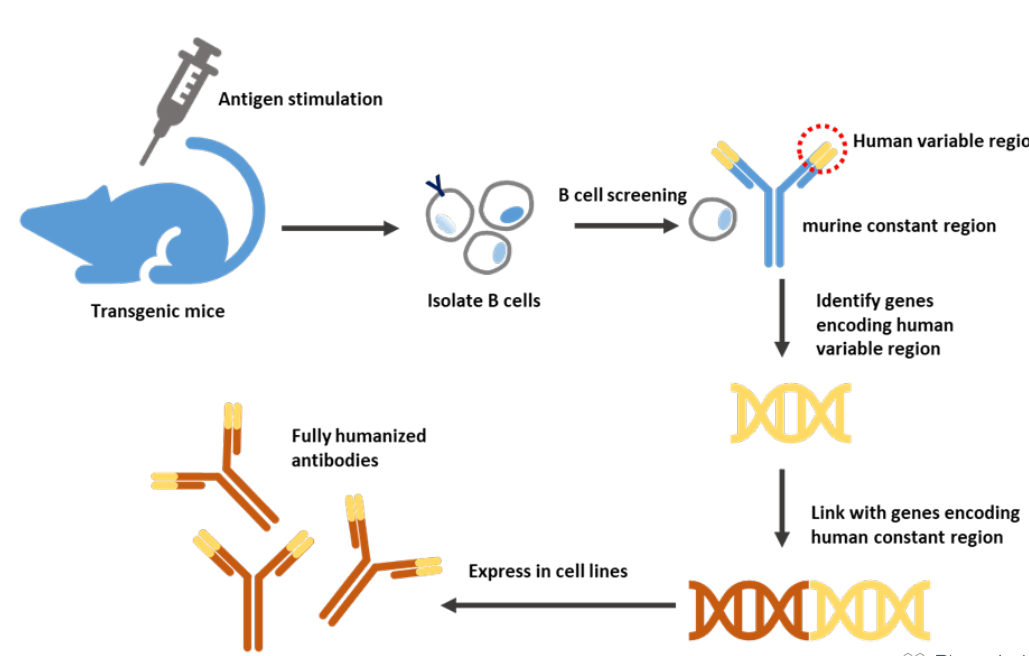 Antigen stimulation
Human variable regio
B cell screening
murine constant region
Isolate B cells
Transgenic mice
Identify genes
encoding human
variable region
Fully humanized
antibodies
Link with genes encoding
human constant region
Express in cell lines